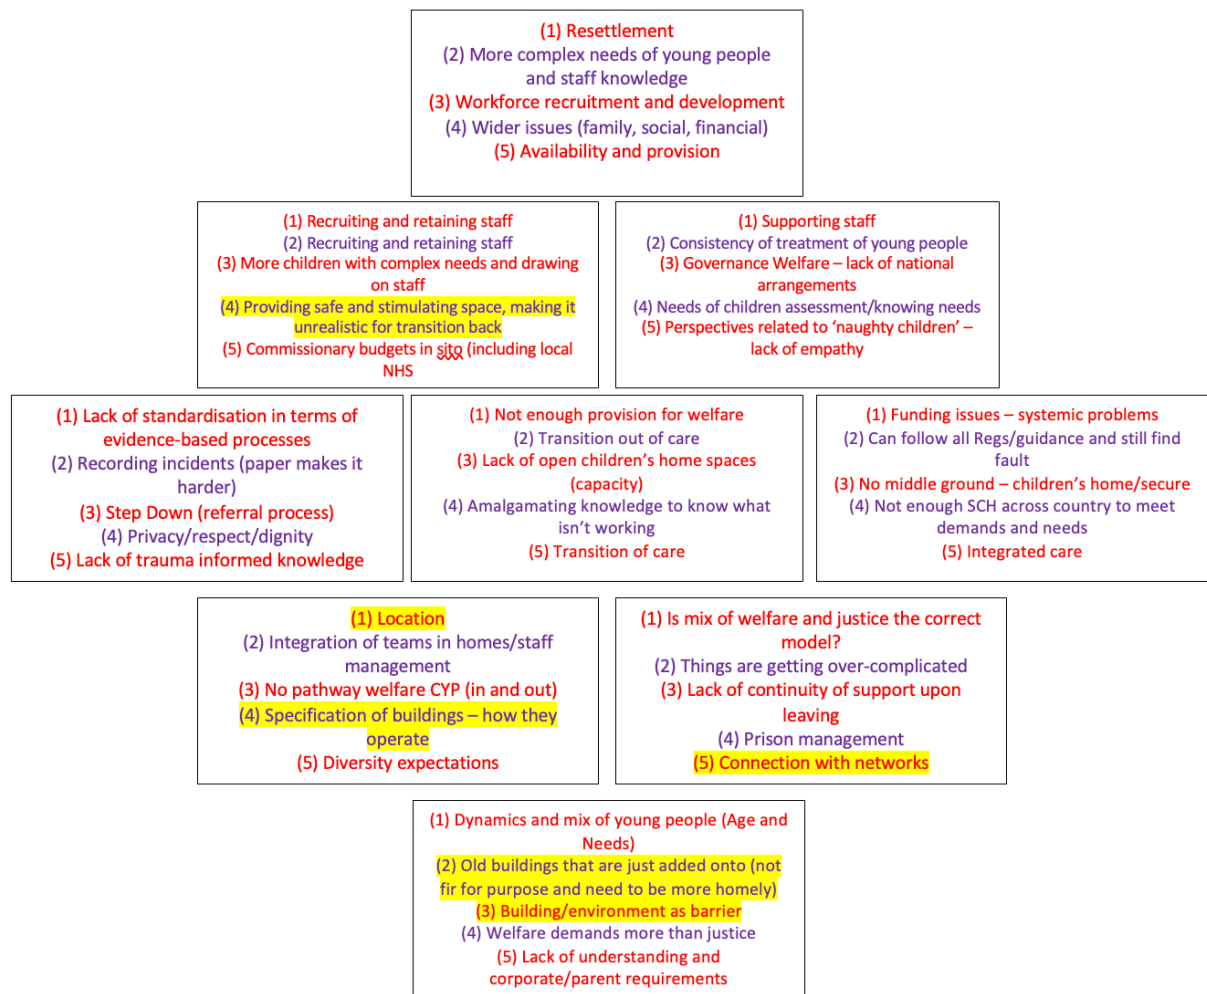 (1) Resettlement
(2) More complex needs of young people
and staff knowledge
(3) Workforce recruitment and development
(4) Wider issues (family, social, financial)
(5) Availability and provision
(1) Recruiting and retaining staff
(2) Recruiting and retaining staff
(3) More children with complex needs and drawing
on staff
(4) Providing safe and stimulating space, making it
unrealistic for transition back
(5) Commissionary budgets in sito (including local
NHS
(1) Supporting staff
(2) Consistency of treatment of young people
(3) Governance Welfare – lack of national
arrangements
(4) Needs of children assessment/knowing needs
(5) Perspectives related to ‘naughty children’ –
lack of empathy
(1) Lack of standardisation in terms of
evidence-based processes
(2) Recording incidents (paper makes it
harder)
(3) Step Down (referral process)
(4) Privacy/respect/dignity
(5) Lack of trauma informed knowledge
(1) Not enough provision for welfare
(2) Transition out of care
(3) Lack of open children’s home spaces
(capacity)
(4) Amalgamating knowledge to know what
isn’t working
(5) Transition of care
(1) Funding issues – systemic problems
(2) Can follow all Regs/guidance and still find
fault
(3) No middle ground – children’s home/secure
(4) Not enough SCH across country to meet
demands and needs
(5) Integrated care
(1) Location
(2) Integration of teams in homes/staff
management
(3) No pathway welfare CYP (in and out)
(4) Specification of buildings – how they
operate
(5) Diversity expectations
(1) Is mix of welfare and justice the correct
model?
(2) Things are getting over-complicated
(3) Lack of continuity of support upon
leaving
(4) Prison management
(5) Connection with networks
(1) Dynamics and mix of young people (Age and
Needs)
(2) Old buildings that are just added onto (not
fir for purpose and need to be more homely)
(3) Building/environment as barrier
(4) Welfare demands more than justice
(5) Lack of understanding and
corporate/parent requirements